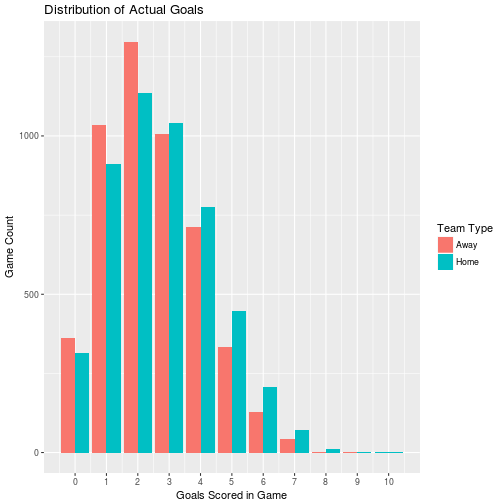 Distribution of Actual Goals
1000
500
0
Game Count
0 1 2 3 4 5 6 7 8 9 10
Goals Scored in Game
Team Type
Away
Home